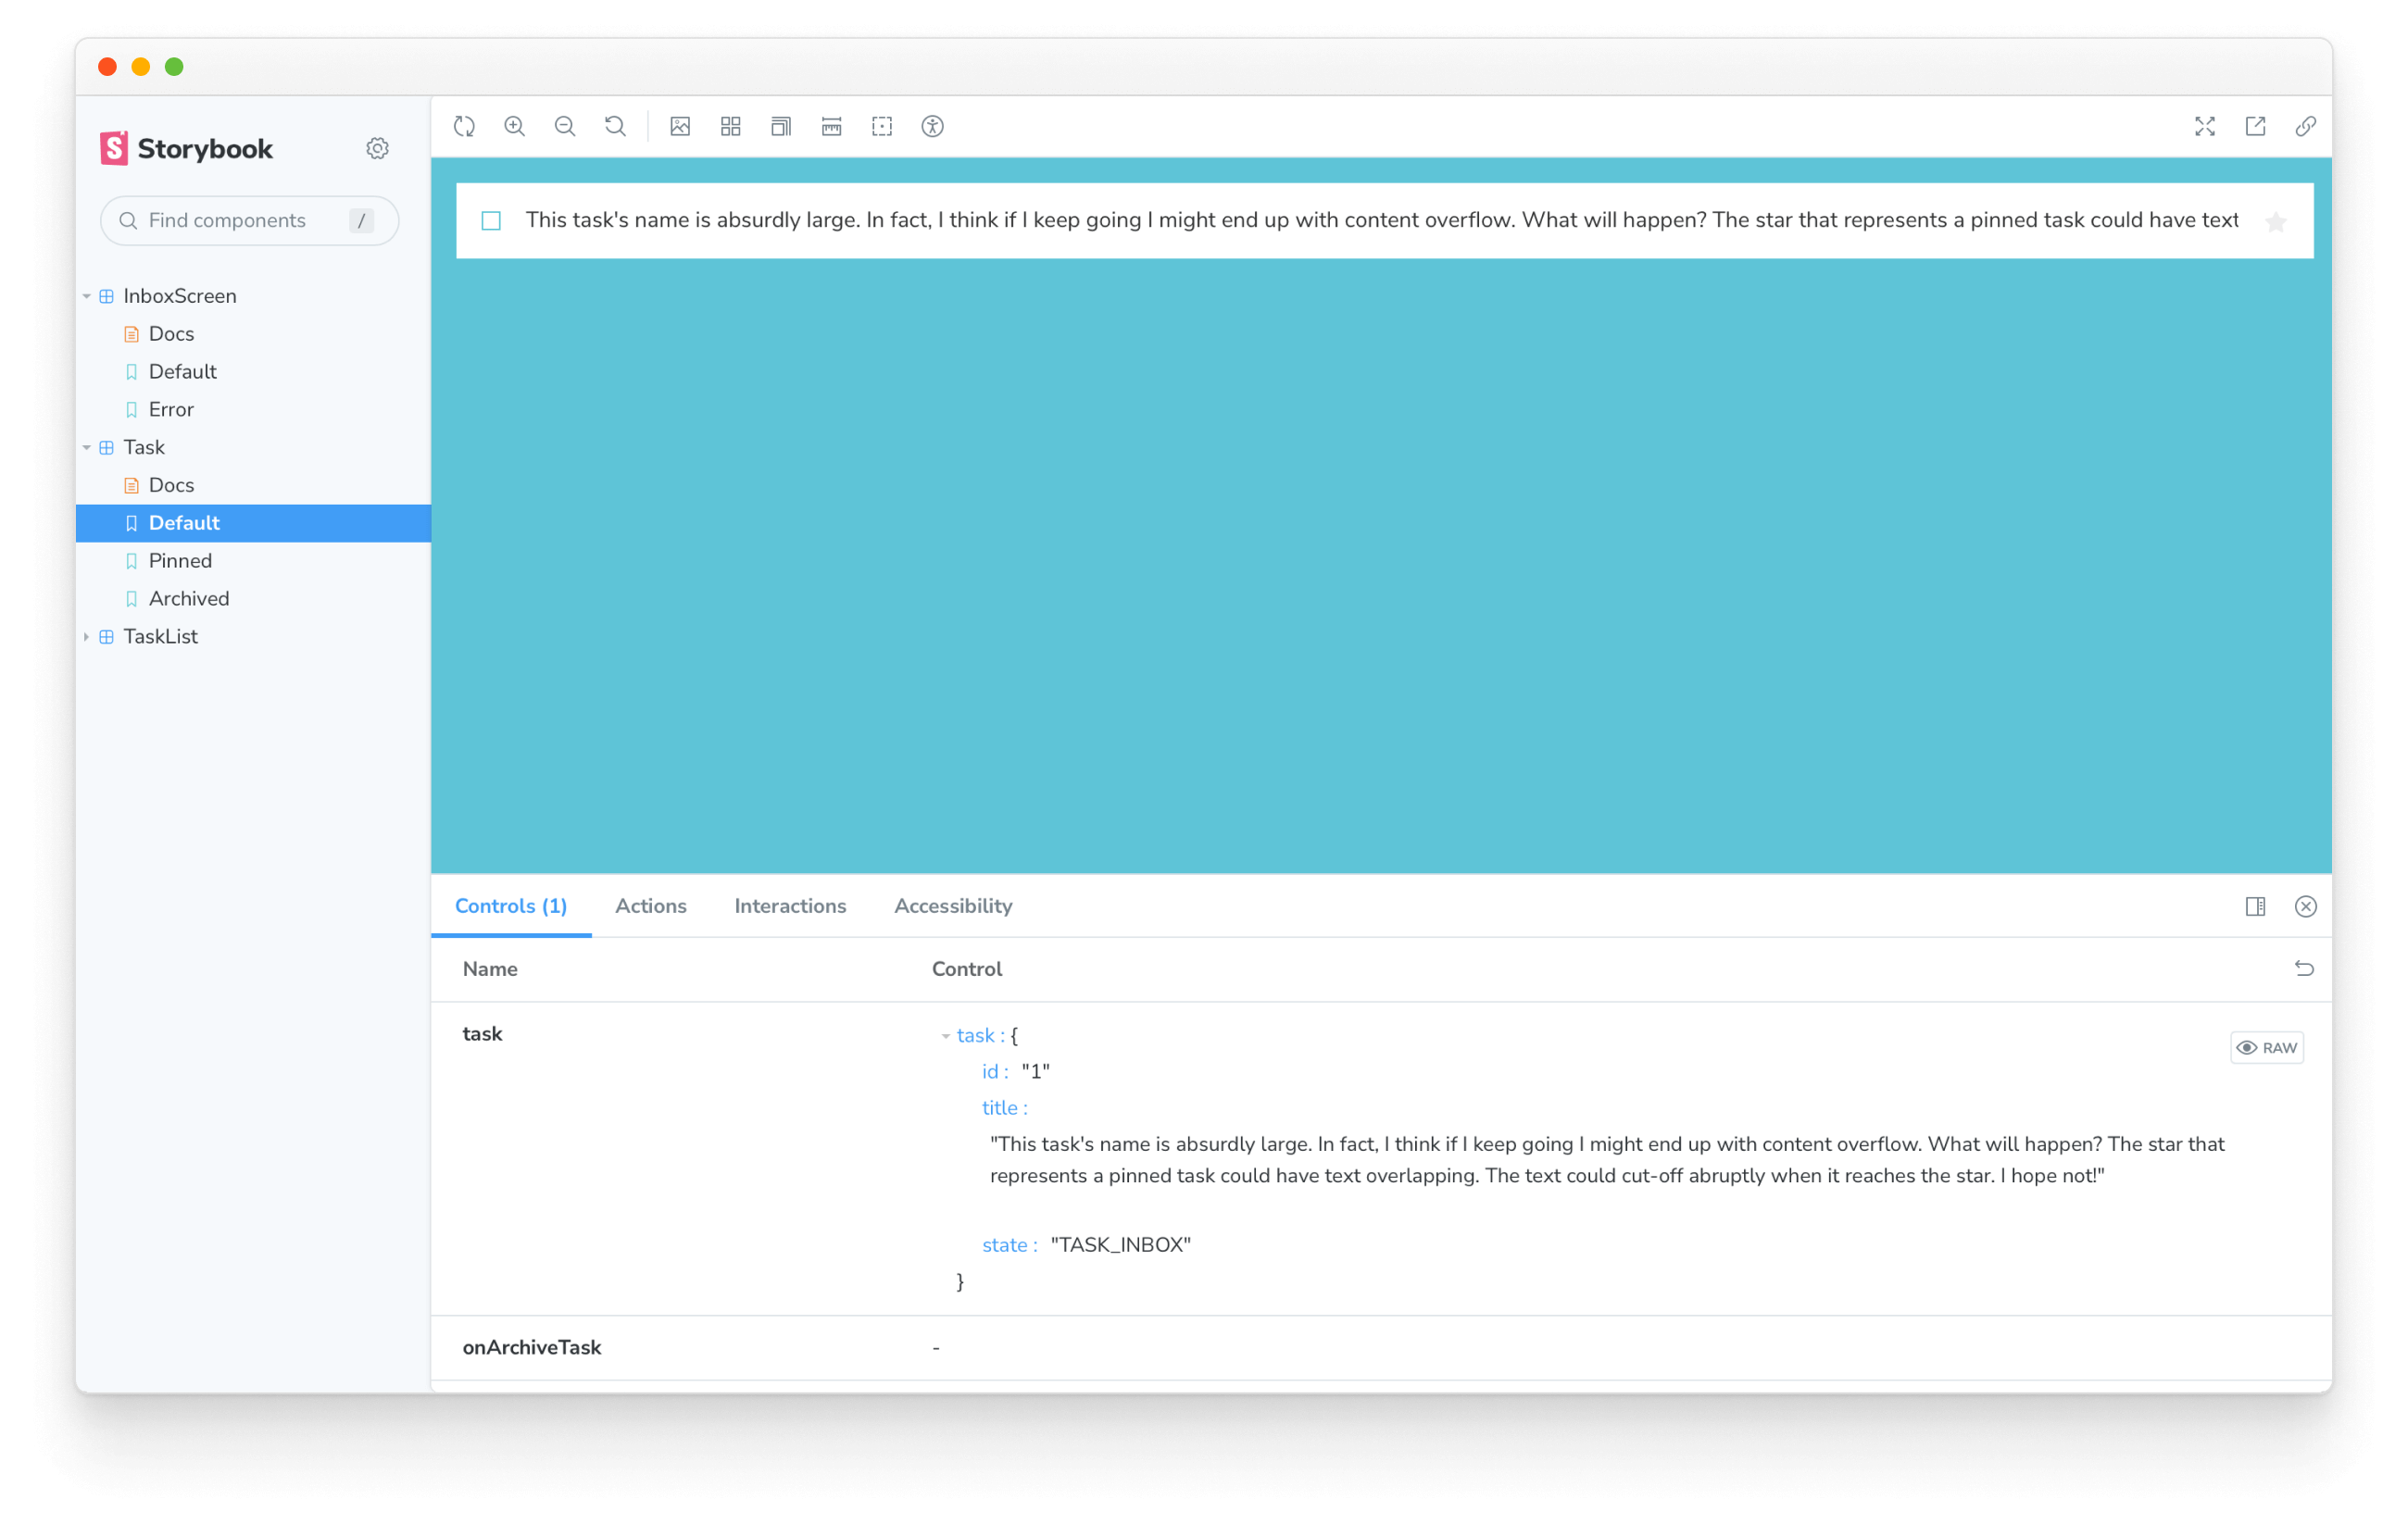 Storybook
Find components /
InboxScreen
Docs
Default
Error
Task
Docs
Default
Pinned
Archived
TaskList
This task's name is absurdly large. In fact, I think if I keep going I might end up with content overflow. What will happen? The star that represents a pinned task could have text
Controls (1) Actions Interactions Accessibility
Name Control
task
task : {
RAW
id : "1"
title :
"This task's name is absurdly large. In fact, I think if I keep going I might end up with content overflow. What will happen? The star that
represents a pinned task could have text overlapping. The text could cut-off abruptly when it reaches the star. I hope not!"
state : "TASK_INBOX"
}
onArchiveTask -